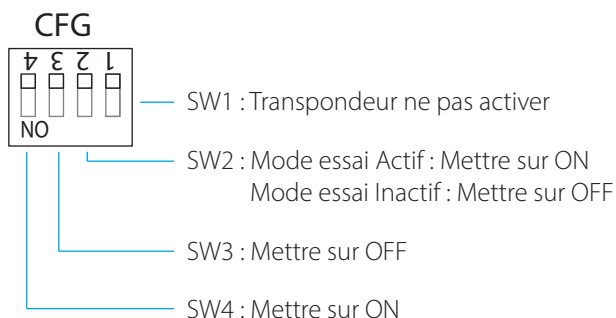 CFG
4 3 2 1
ON
SW1 : Transpondeur ne pas activer
SW2 : Mode essai Actif : Mettre sur ON
Mode essai Inactif : Mettre sur OFF
SW3 : Mettre sur OFF
SW4 : Mettre sur ON